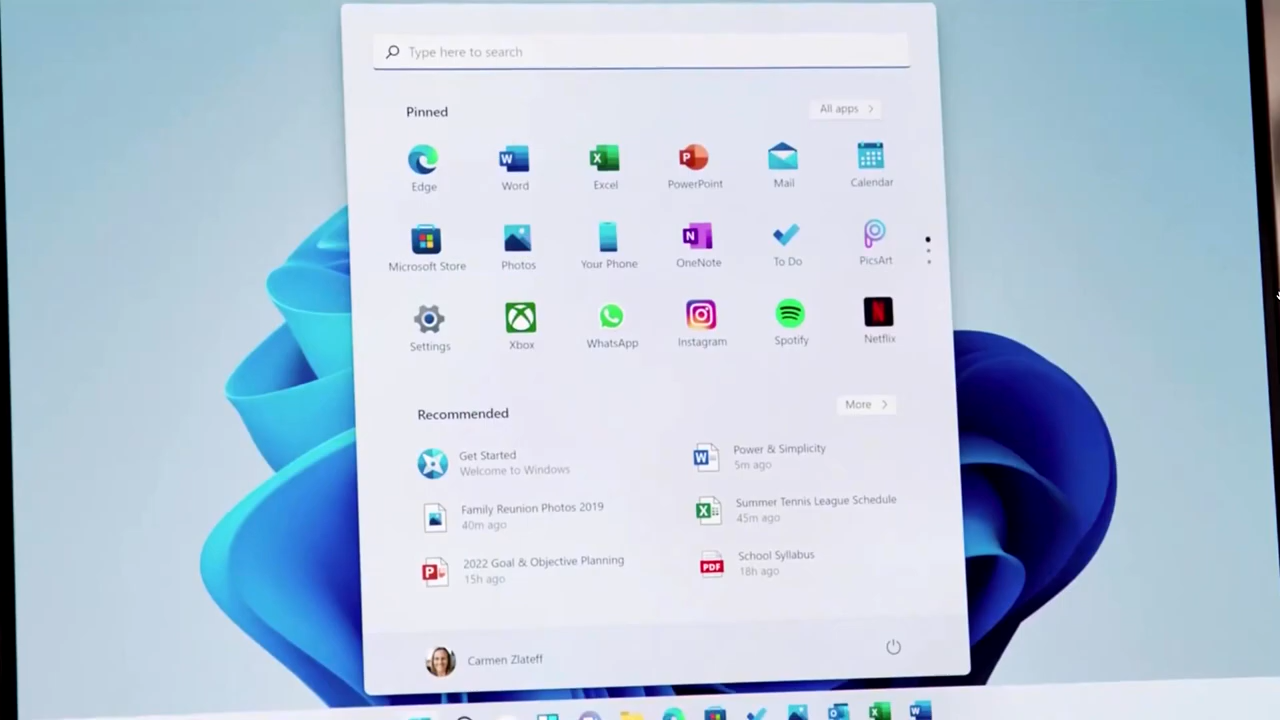 Type here to search
Pinned
All apps
Edge
Word
Excel
PowerPoint
Mail
Calendar
Microsoft Store
Photos
Your Phone
OneNote
To Do
PicsArt
Settings
Xbox
WhatsApp
Instagram
Spotify
Netflix
Recommended
More
Get Started
Welcome to Windows
Power & Simplicity
5m ago
Family Reunion Photos 2019
40m ago
Summer Tennis League Schedule
45m ago
2022 Goal & Objective Planning
15h ago
PDF
School Syllabus
18h ago
Carmen Zlateff